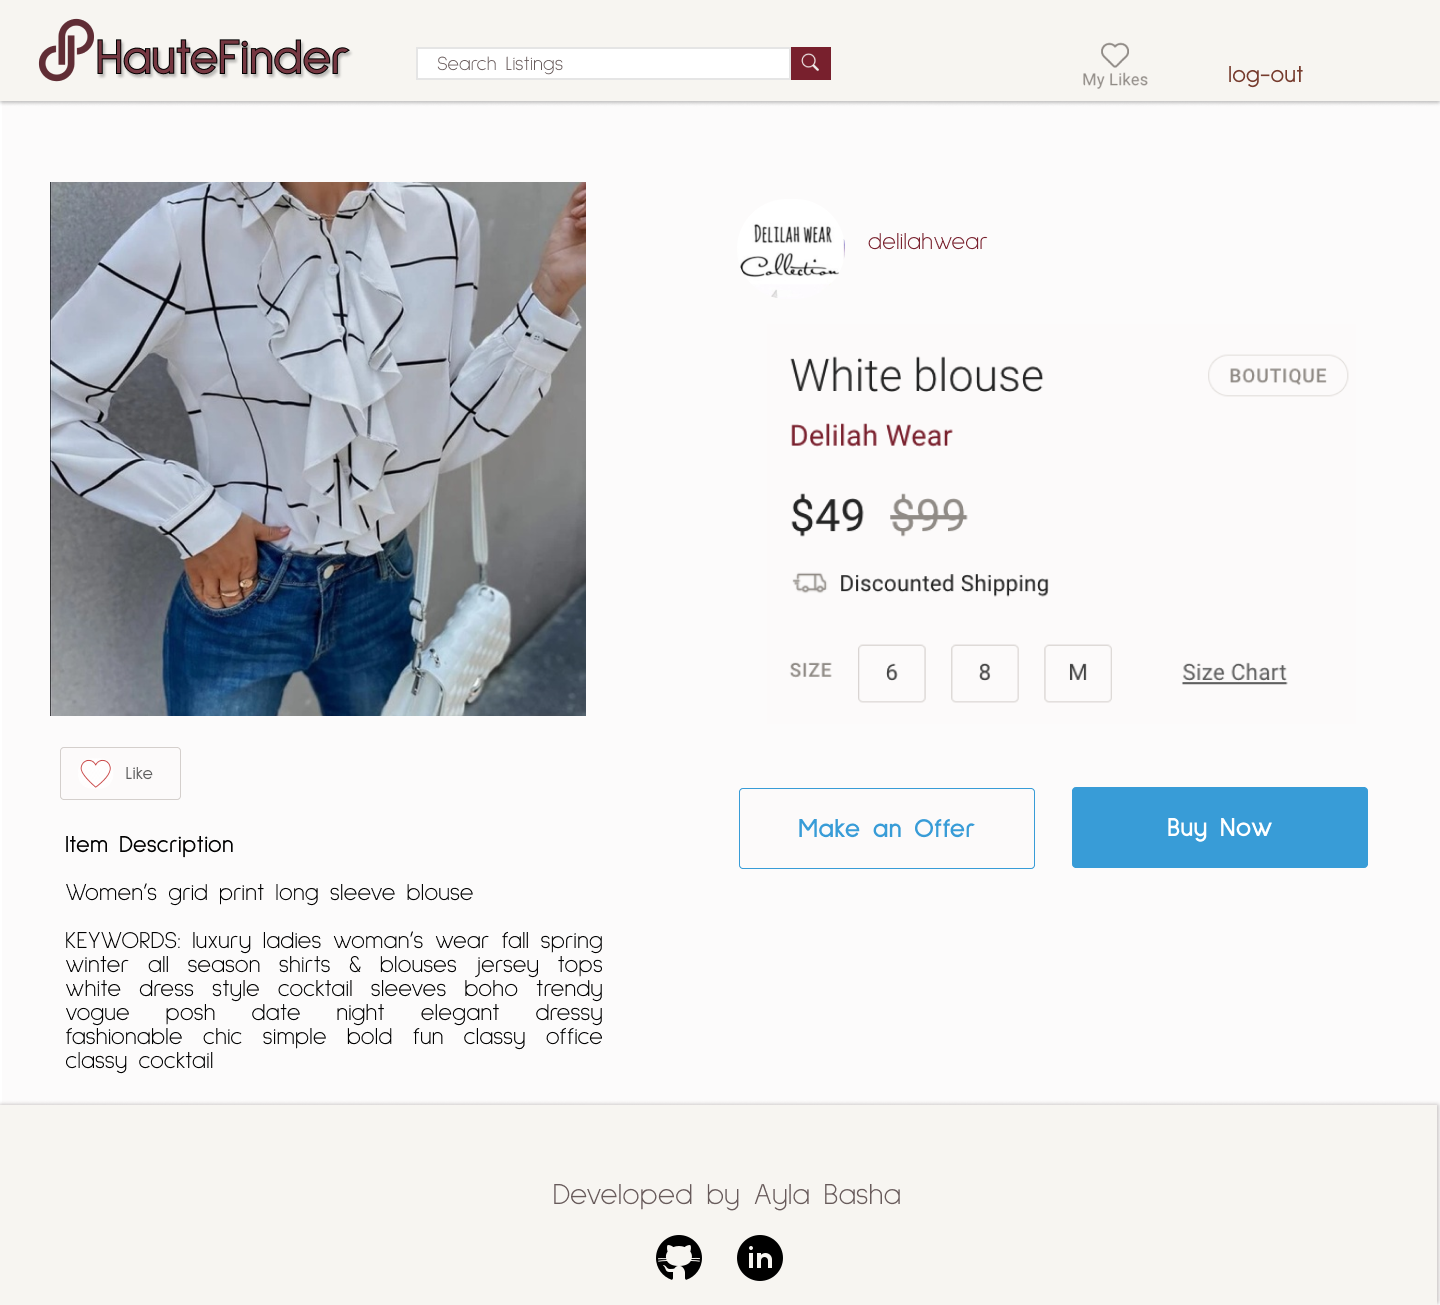 HauteFinder
Search Listings
My Likes
log-out
DELILAH WEAR
Collection
delilahwear
White blouse
BOUTIQUE
Delilah Wear
$49 $99
Discounted Shipping
SIZE 6 8 M Size Chart
Like
Make an Offer
Buy Now
Item Description
Women's grid print long sleeve blouse
KEYWORDS: luxury ladies woman's wear fall spring
winter all season shirts & blouses jersey tops
white dress style cocktail sleeves boho trendy
vogue posh date night elegant dressy
fashionable chic simple bold fun classy office
classy cocktail
Developed by Ayla Basha
in